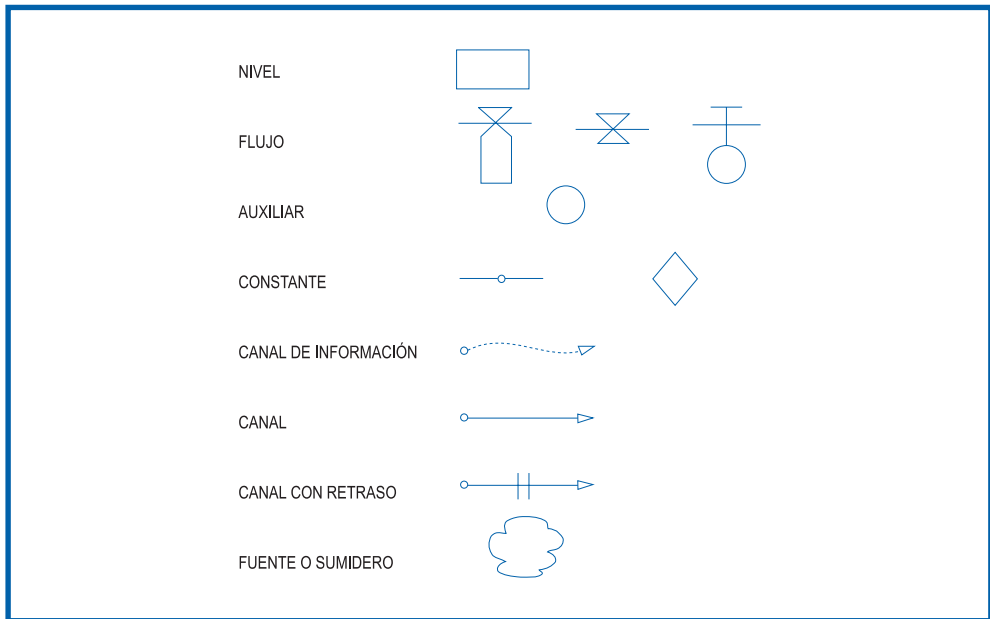 NIVEL
FLUJO
AUXILIAR
CONSTANTE
CANAL DE INFORMACIÓN
CANAL
CANAL CON RETRASO
FUENTE O SUMIDERO